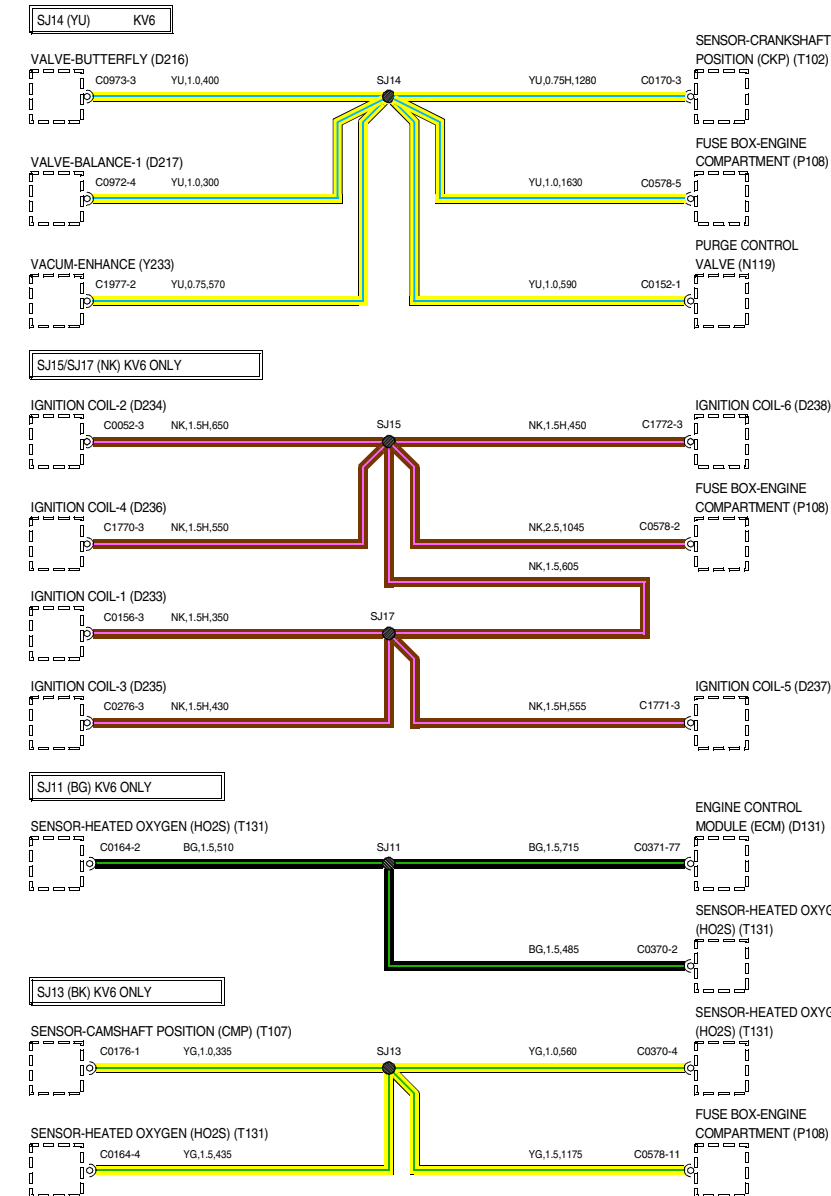 SJ14 (YU) KV6
SENSOR-CRANKSHAFT
VALVE-BUTTERFLY (D216)
POSITION (CKP) (T102)
C0973-3 YU,1.0,400 SJ14 YU,0.75H,1280 C0170-3
FUSE BOX-ENGINE
VALVE-BALANCE-1 (D217)
COMPARTMENT (P108)
C0972-4 YU,1.0,300 YU,1.0,1630 C0578-5
PURGE CONTROL
VACUM-ENHANCE (Y233)
VALVE (N119)
C1977-2 YU,0.75,570 YU,1.0,590 C0152-1
SJ15/SJ17 (NK) KV6 ONLY
IGNITION COIL-2 (D234) IGNITION COIL-6 (D238)
C0052-3 NK,1.5H,650 SJ15 NK,1.5H,450 C1772-3
FUSE BOX-ENGINE
IGNITION COIL-4 (D236)
COMPARTMENT (P108)
C1770-3 NK,1.5H,550 NK,2.5,1045 C0578-2
NK,1.5,605
IGNITION COIL-1 (D233)
C0156-3 NK,1.5H,350 SJ17
IGNITION COIL-3 (D235) IGNITION COIL-5 (D237)
C0276-3 NK,1.5H,430 NK,1.5H,555 C1771-3
SJ11 (BG) KV6 ONLY
ENGINE CONTROL
SENSOR-HEATED OXYGEN (HO2S) (T131)
MODULE (ECM) (D131)
C0164-2 BG,1.5,510 SJ11 BG,1.5,715 C0371-77
SENSOR-HEATED OXYG
(HO2S) (T131)
BG,1.5,485 C0370-2
SJ13 (BK) KV6 ONLY
SENSOR-HEATED OXYG
SENSOR-CAMSHAFT POSITION (CMP) (T107)
(HO2S) (T131)
C0176-1 YG,1.0,335 SJ13 YG,1.0,560 C0370-4
FUSE BOX-ENGINE
SENSOR-HEATED OXYGEN (HO2S) (T131)
COMPARTMENT (P108)
C0164-4 YG,1.5,435 YG,1.5,1175 C0578-11